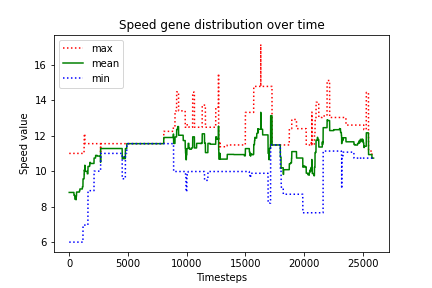 Speed gene distribution over time
max
mean
min
Speed value
16
14
12
10
8
6
0 5000 10000 15000 20000 25000
Timesteps